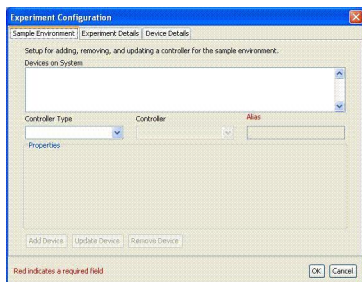 Experiment Configuration
Sample Environment Experiment Details Device Details
Setup for adding, removing, and updating a controller for the sample environment.
Devices on System
Controller Type Controller Alias
Properties
Add Device Update Device Remove Device
Red indicates a required field OK Cancel